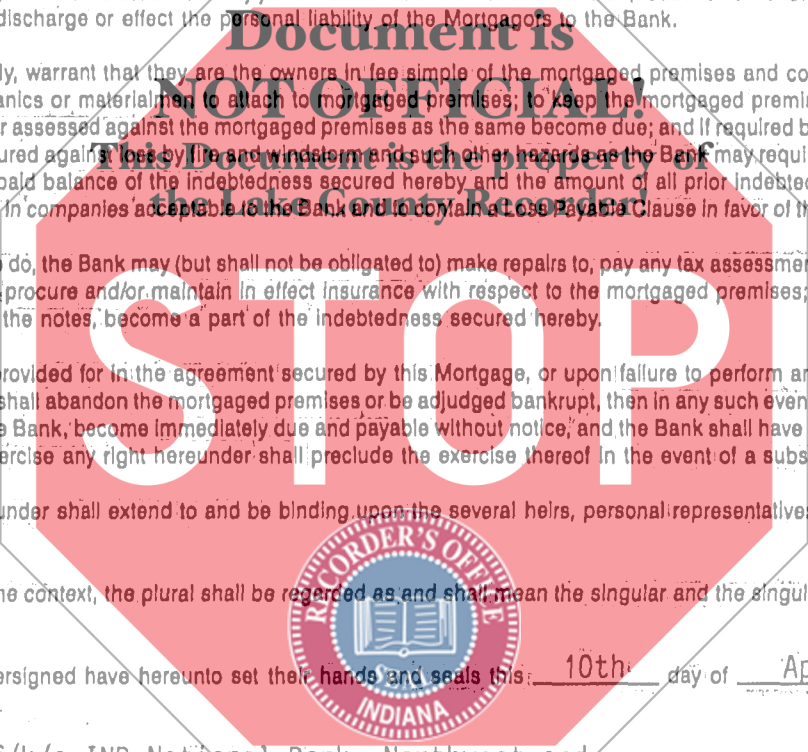 discharge or effect the personal liability of the Mortgagors to the Bank.
Document is
ly, warrant that they are the owners in fee simple of the mortgaged premises and co
NOT OFFICIAL!
anics or materialmen to attach to mortgaged premises; to keep the mortgaged premi
r assessed against the mortgaged premises as the same become due; and if required b
This Document is the property of
ured against loss by fire and windstorm and such other hazards as the Bank may requi
paid balance of the indebtedness secured hereby and the amount of all prior indebted
the Lake County Recorder!
in companies acceptable to the Bank and to contain a Loss Payable Clause in favor of th
o do, the Bank may (but shall not be obligated to) make repairs to, pay any tax assessmen
procure and/or maintain in effect insurance with respect to the mortgaged premises;
the notes, become a part of the indebtedness secured hereby.
STOP
rovided for in the agreement secured by this Mortgage, or upon failure to perform an
shall abandon the mortgaged premises or be adjudged bankrupt, then in any such even
e Bank, become immediately due and payable without notice, and the Bank shall have
ercise any right hereunder shall preclude the exercise thereof in the event of a subs
under shall extend to and be binding upon the several heirs, personal representatives
RECORDER'S OFFICE
he context, the plural shall be regarded as and shall mean the singular and the singul
SEAL
ersigned have hereunto set their hands and seals this 10th day of Ap
INDIANA
f/k/a INB National Bank, Northwest and